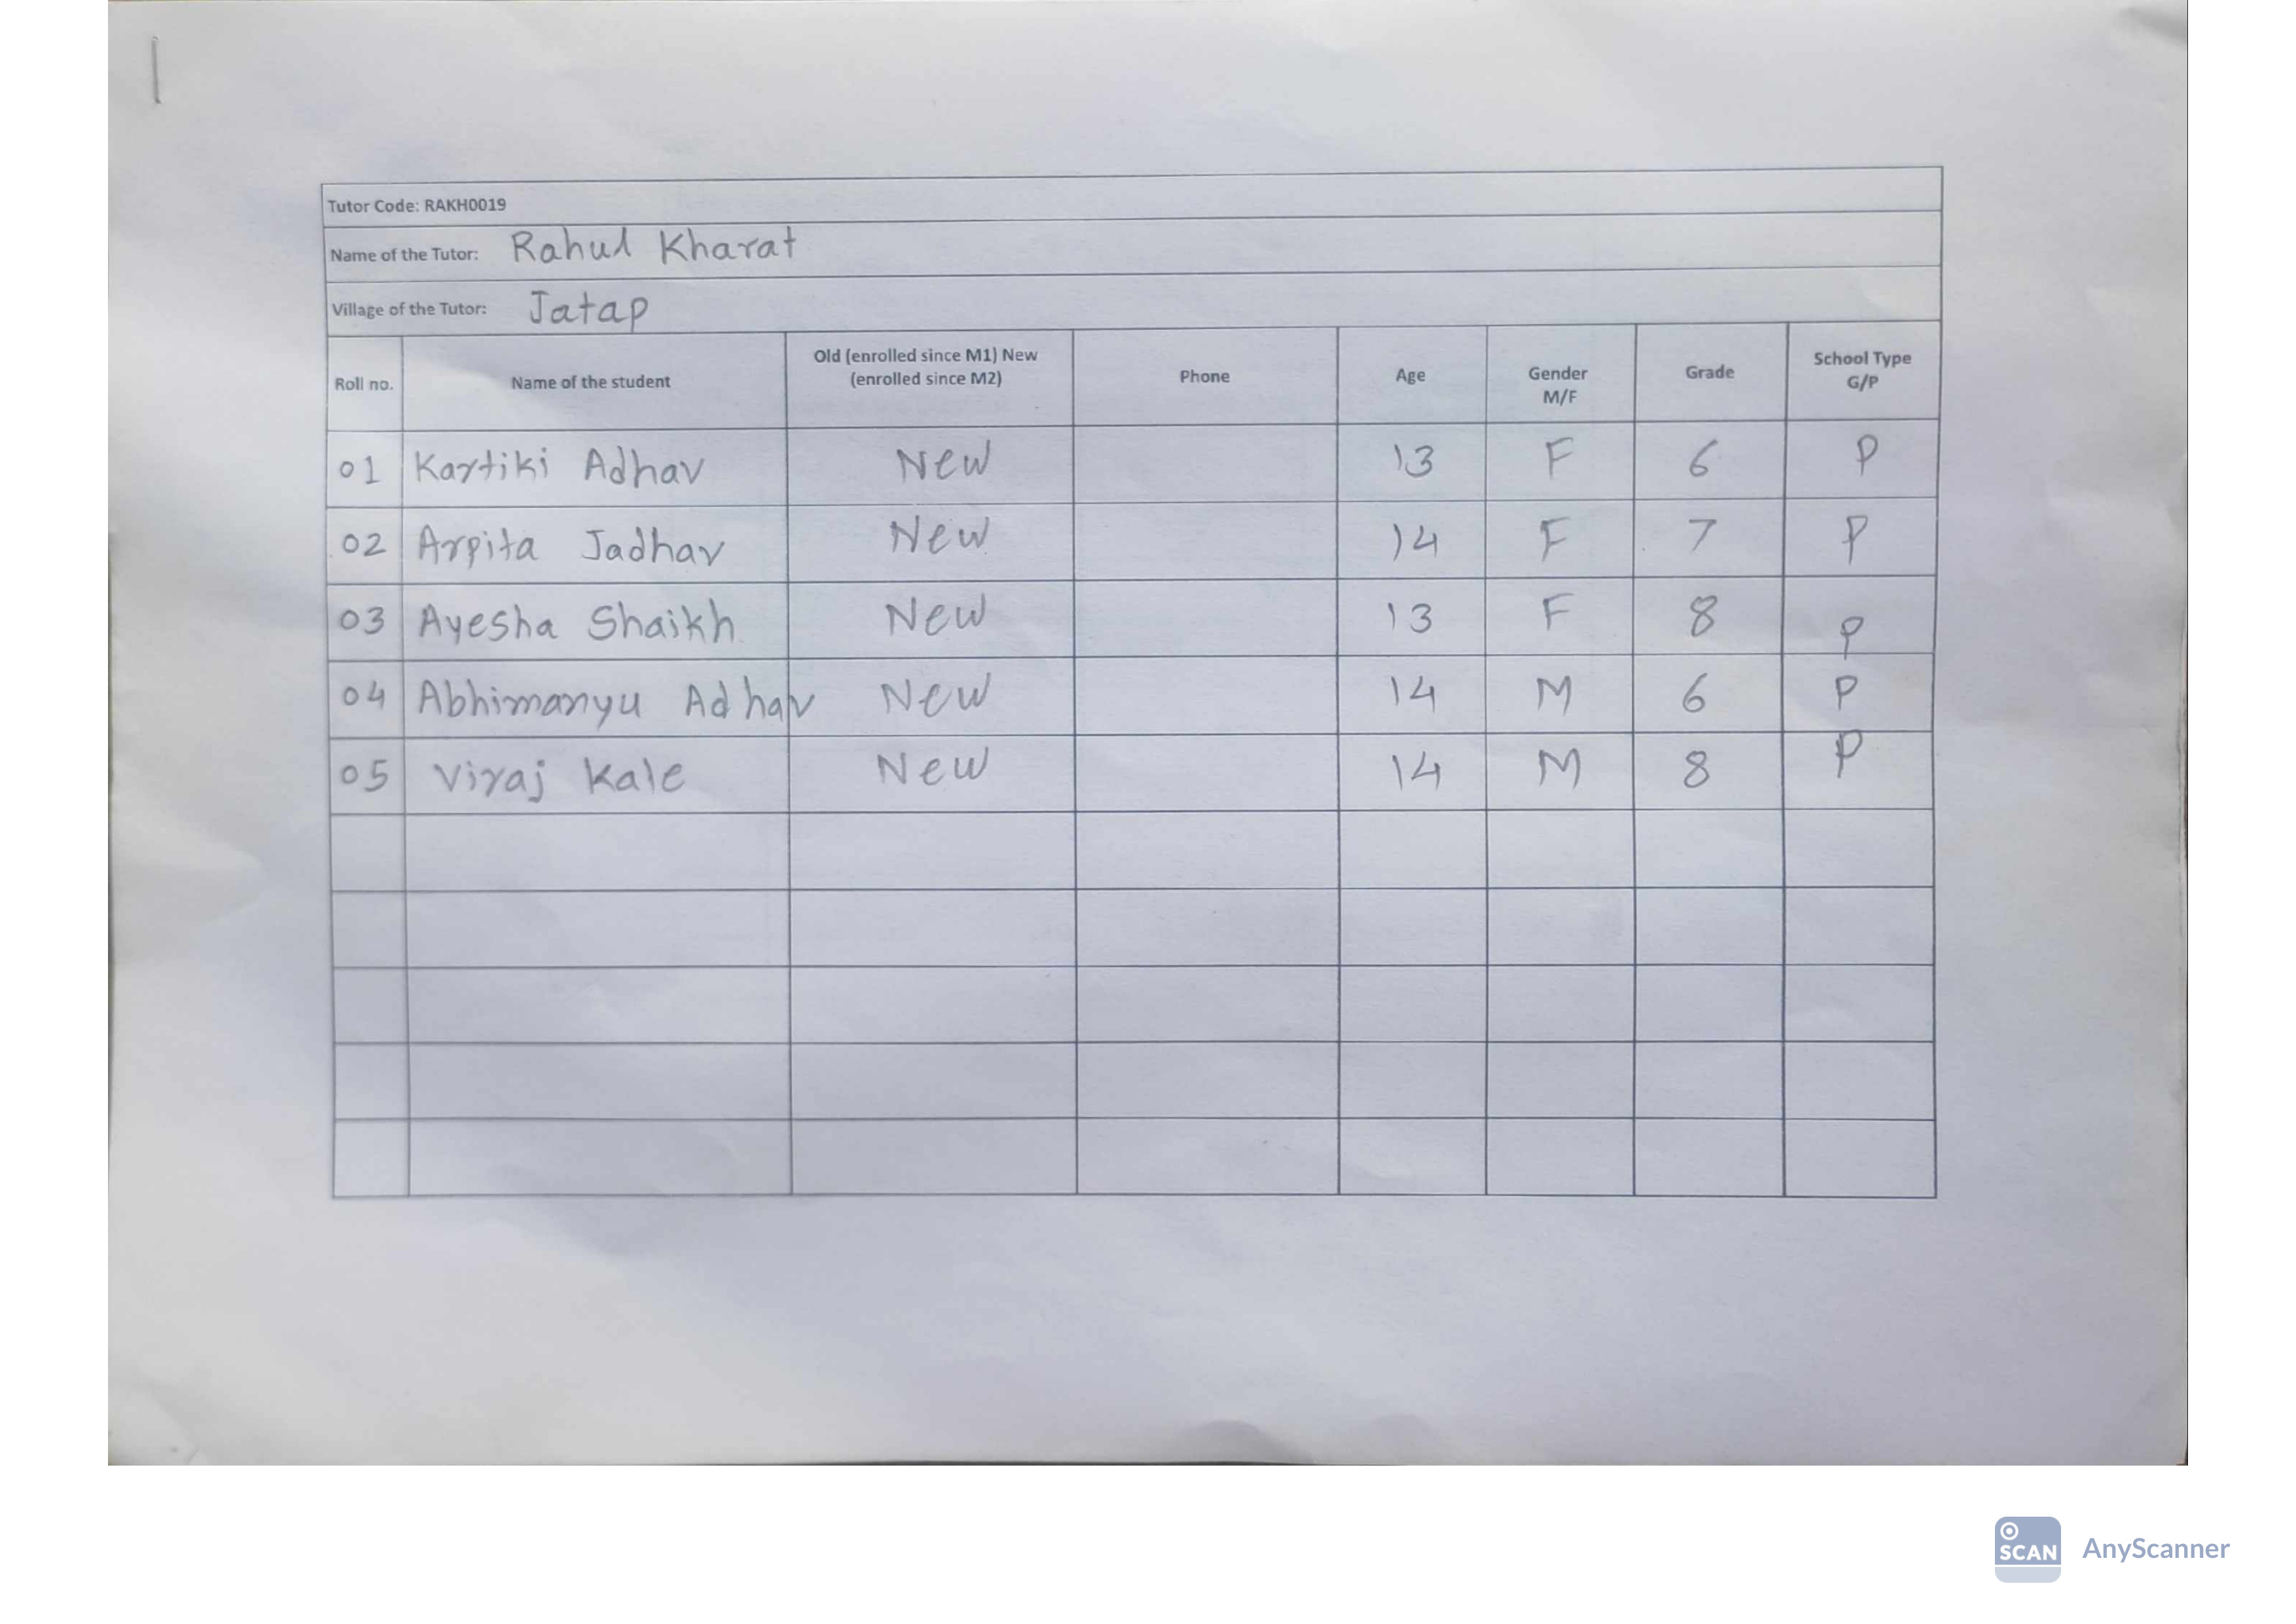 Tutor Code: RAKH0019
Name of the Tutor: Rahul Kharat
Village of the Tutor: Jatap
Roll no. Name of the student Old (enrolled since M1) New (enrolled since M2) Phone Age Gender M/F Grade School Type G/P
01 Kartiki Adhav New 13 F 6 P
02 Arpita Jadhav New 14 F 7 P
03 Ayesha Shaikh New 13 F 8 P
04 Abhimanyu Adhav New 14 M 6 P
05 Viraj Kale New 14 M 8 P
SCAN AnyScanner